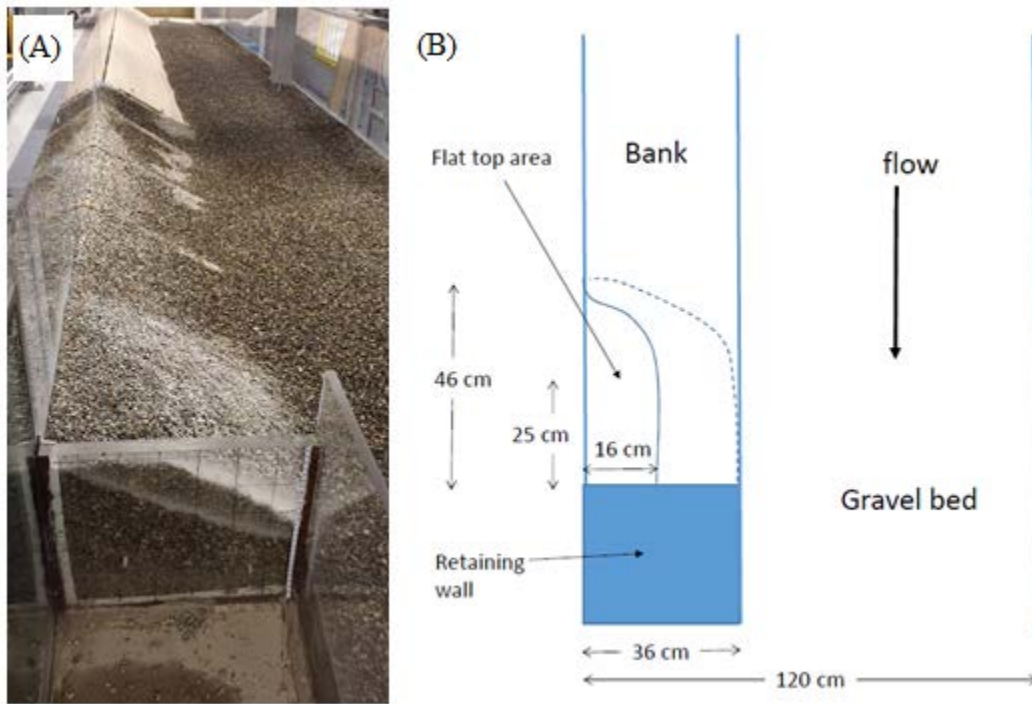 (A)
(B)
Bank
Flat top area
flow
46 cm
25 cm
16 cm
Gravel bed
Retaining
wall
36 cm
120 cm